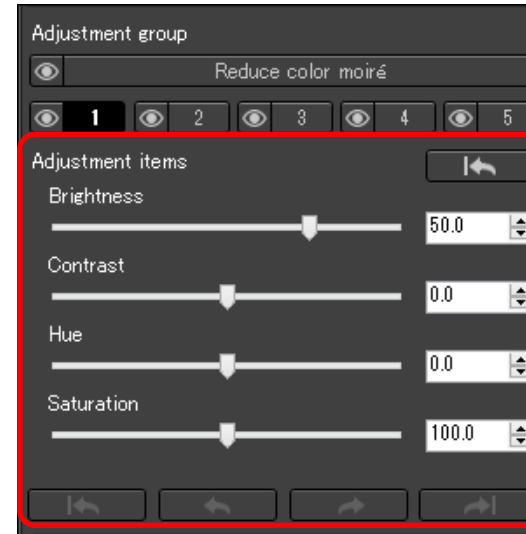 Adjustment group
Reduce color moiré
1 2 3 4 5
Adjustment items
Brightness
50.0
Contrast
0.0
Hue
0.0
Saturation
100.0